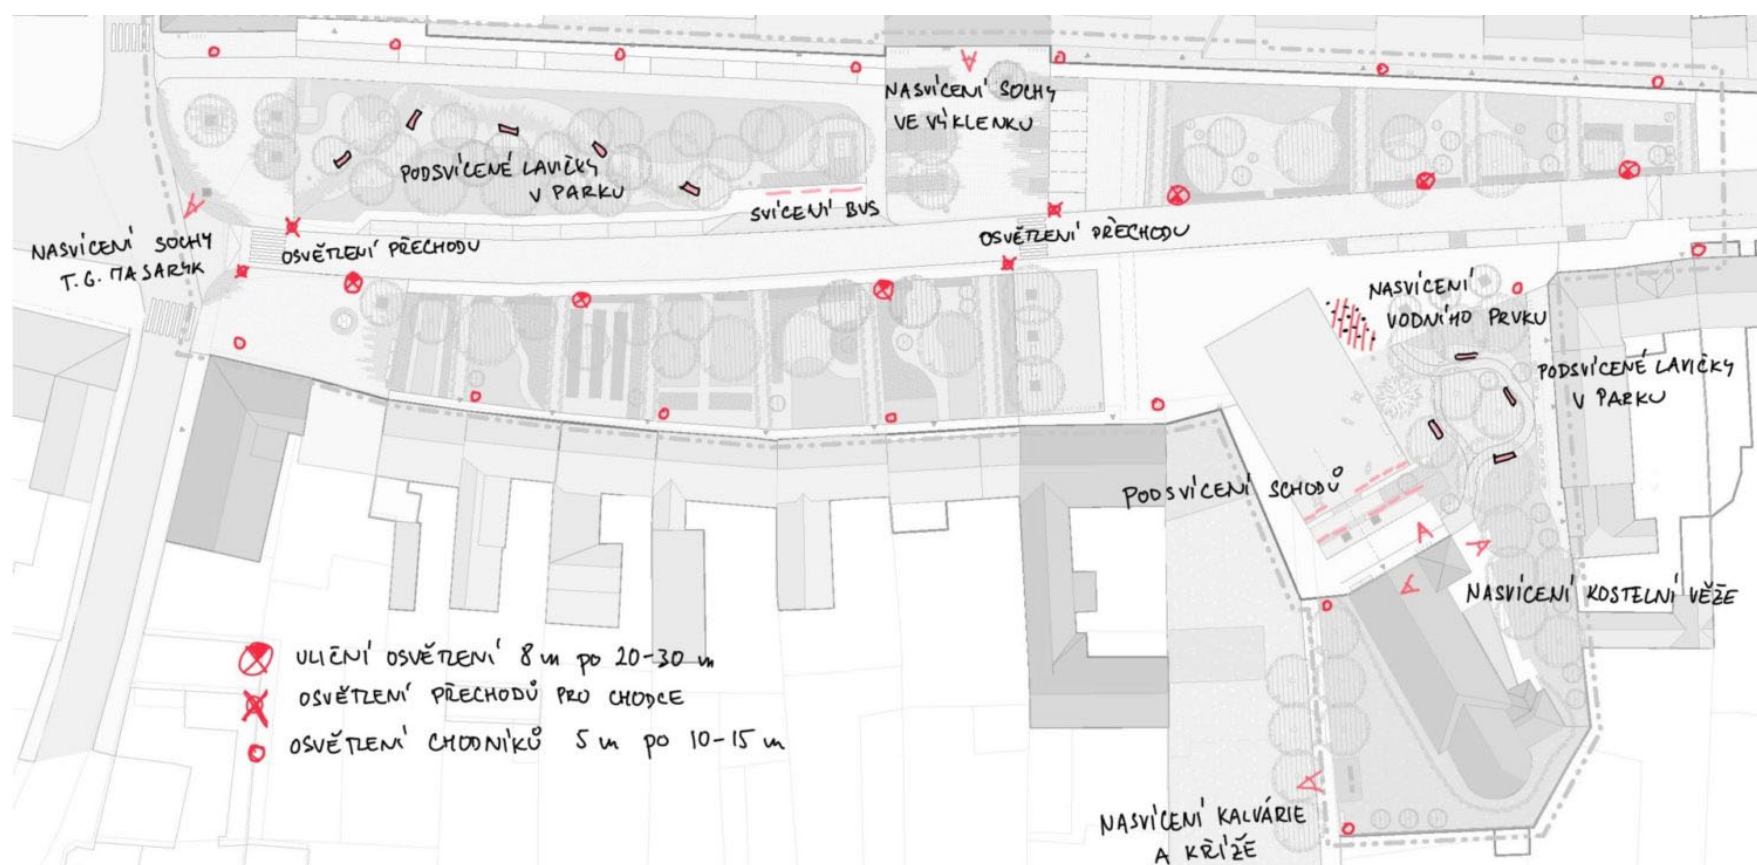 NASVÍCENÍ SOCHY
VE VÝKLENKU
PODSVÍCENÉ LAVIČKY
V PARKU
SVÍCENÍ BUS
NASVÍCENÍ SOCHY
T.G. MASARYK
OSVĚTLENÍ PŘECHODU
OSVĚTLENÍ PŘECHODU
NASVÍCENÍ
VODNÍHO PRVKU
PODSVÍCENÉ LAVIČKY
V PARKU
PODSVÍCENÍ SCHODŮ
NASVÍCENÍ KOSTELNÍ VĚŽE
ULIČNÍ OSVĚTLENÍ 8 m po 20-30 m
OSVĚTLENÍ PŘECHODŮ PRO CHODCE
OSVĚTLENÍ CHODNÍKŮ 5 m po 10-15 m
NASVÍCENÍ KALVÁRIE
A KŘÍŽE